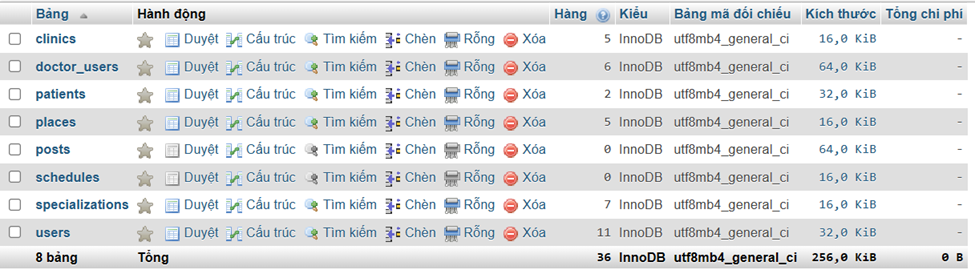 Bảng Hành động Hàng Kiểu Bảng mã đối chiếu Kích thước Tổng chi phí
clinics Duyệt Cấu trúc Tìm kiếm Chèn Rỗng Xóa 5 InnoDB utf8mb4_general_ci 16,0 KiB -
doctor_users Duyệt Cấu trúc Tìm kiếm Chèn Rỗng Xóa 6 InnoDB utf8mb4_general_ci 64,0 KiB -
patients Duyệt Cấu trúc Tìm kiếm Chèn Rỗng Xóa 2 InnoDB utf8mb4_general_ci 32,0 KiB -
places Duyệt Cấu trúc Tìm kiếm Chèn Rỗng Xóa 5 InnoDB utf8mb4_general_ci 16,0 KiB -
posts Duyệt Cấu trúc Tìm kiếm Chèn Rỗng Xóa 0 InnoDB utf8mb4_general_ci 64,0 KiB -
schedules Duyệt Cấu trúc Tìm kiếm Chèn Rỗng Xóa 0 InnoDB utf8mb4_general_ci 16,0 KiB -
specializations Duyệt Cấu trúc Tìm kiếm Chèn Rỗng Xóa 7 InnoDB utf8mb4_general_ci 16,0 KiB -
users Duyệt Cấu trúc Tìm kiếm Chèn Rỗng Xóa 11 InnoDB utf8mb4_general_ci 32,0 KiB -
8 bảng Tổng 36 InnoDB utf8mb4_general_ci 256,0 KiB 0 B